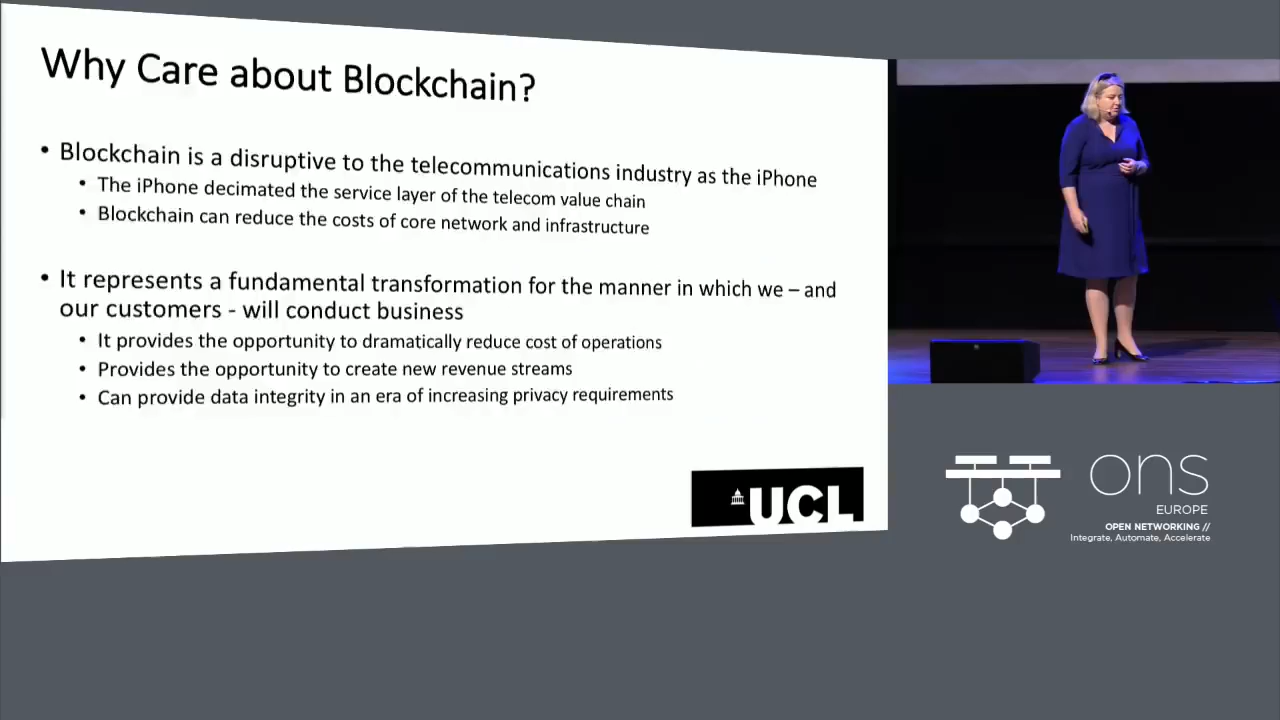 Why Care about Blockchain?
• Blockchain is a disruptive to the telecommunications industry as the iPhone
• The iPhone decimated the service layer of the telecom value chain
• Blockchain can reduce the costs of core network and infrastructure
• It represents a fundamental transformation for the manner in which we – and
our customers - will conduct business
• It provides the opportunity to dramatically reduce cost of operations
• Provides the opportunity to create new revenue streams
• Can provide data integrity in an era of increasing privacy requirements
UCL
ons
EUROPE
OPEN NETWORKING //
Integrate, Automate, Accelerate